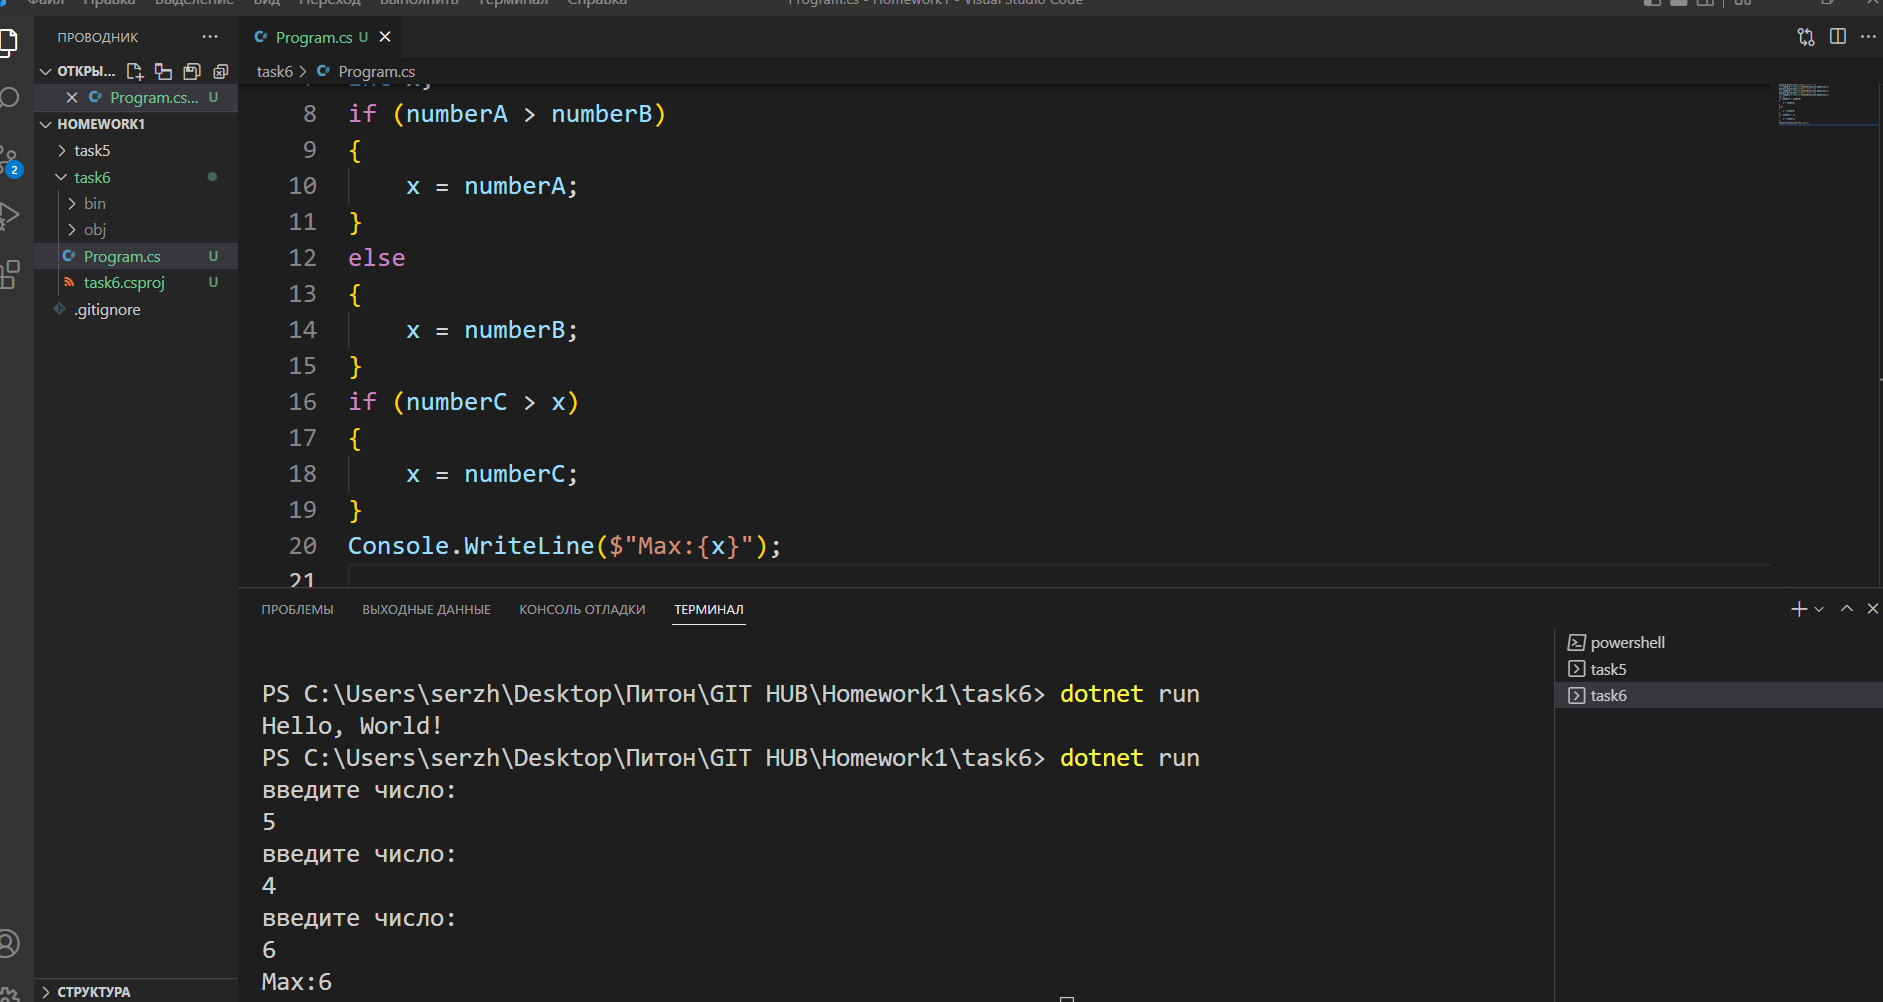 Файл Правка Выделение Вид Переход Выполнить Терминал Справка
Program.cs - Homework1 - Visual Studio Code
ПРОВОДНИК
ОТКРЫ...
Program.cs... U
HOMEWORK1
task5
task6
bin
obj
Program.cs U
task6.csproj U
.gitignore
СТРУКТУРА
2
Program.cs U
task6 > Program.cs
8 if (numberA > numberB)
9 {
10 x = numberA;
11 }
12 else
13 {
14 x = numberB;
15 }
16 if (numberC > x)
17 {
18 x = numberC;
19 }
20 Console.WriteLine($"Max:{x}");
21
ПРОБЛЕМЫ ВЫХОДНЫЕ ДАННЫЕ КОНСОЛЬ ОТЛАДКИ ТЕРМИНАЛ
PS C:\Users\serzh\Desktop\Питон\GIT HUB\Homework1\task6> dotnet run
Hello, World!
PS C:\Users\serzh\Desktop\Питон\GIT HUB\Homework1\task6> dotnet run
введите число:
5
введите число:
4
введите число:
6
Max:6
powershell
task5
task6